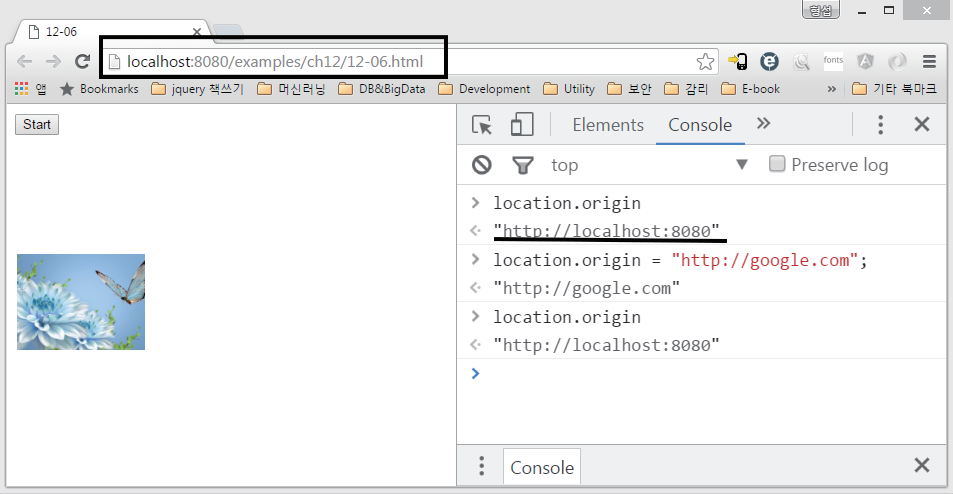 형섭
12-06
localhost:8080/examples/ch12/12-06.html
fonts
앱 Bookmarks jquery 책쓰기 머신러닝 DB&BigData Development Utility 보안 감리 E-book » 기타 북마크
Start
Elements Console »
top Preserve log
> location.origin
"http://localhost:8080"
> location.origin = "http://google.com";
"http://google.com"
> location.origin
"http://localhost:8080"
>
Console